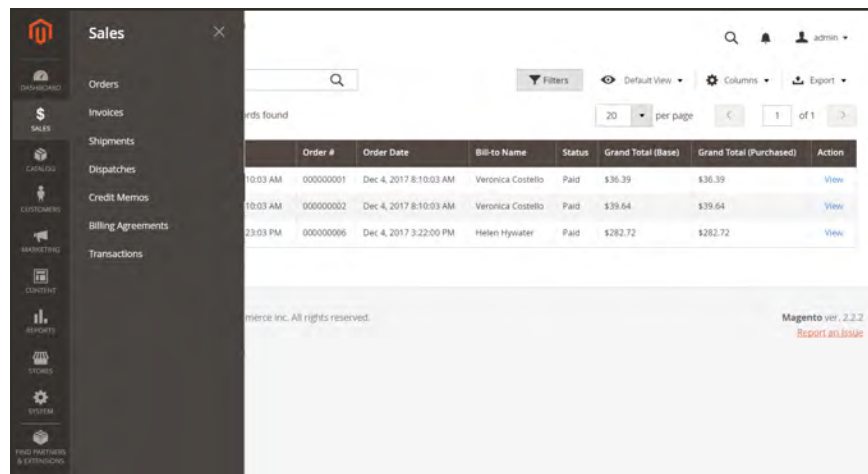 Sales
Orders
Invoices
Shipments
Dispatches
Credit Memos
Billing Agreements
Transactions
DASHBOARD
SALES
CATALOG
CUSTOMERS
MARKETING
CONTENT
REPORTS
STORES
SYSTEM
FIND PARTNERS
& EXTENSIONS
admin
Filters
Default View
Columns
Export
rds found
20
per page
1
of 1
Order #
Order Date
Bill-to Name
Status
Grand Total (Base)
Grand Total (Purchased)
Action
10:03 AM
000000001
Dec 4, 2017 8:10:03 AM
Veronica Costello
Paid
$36.39
$36.39
View
10:03 AM
000000002
Dec 4, 2017 8:10:03 AM
Veronica Costello
Paid
$39.64
$39.64
View
23:03 PM
000000006
Dec 4, 2017 3:22:00 PM
Helen Hywater
Paid
$282.72
$282.72
View
merce Inc. All rights reserved.
Magento ver. 2.2.2
Report an Issue